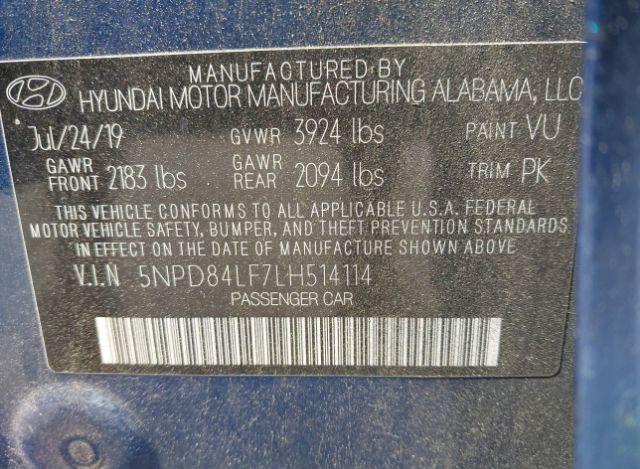 MANUFACTURED BY
HYUNDAI MOTOR MANUFACTURING ALABAMA, LLC
Jul/24/19 GVWR 3924 lbs PAINT VU
GAWR FRONT 2183 lbs GAWR REAR 2094 lbs TRIM PK
THIS VEHICLE CONFORMS TO ALL APPLICABLE U.S.A. FEDERAL
MOTOR VEHICLE SAFETY, BUMPER, AND THEFT PREVENTION STANDARDS
IN EFFECT ON THE DATE OF MANUFACTURE SHOWN ABOVE.
V.I.N 5NPD84LF7LH514114
PASSENGER CAR